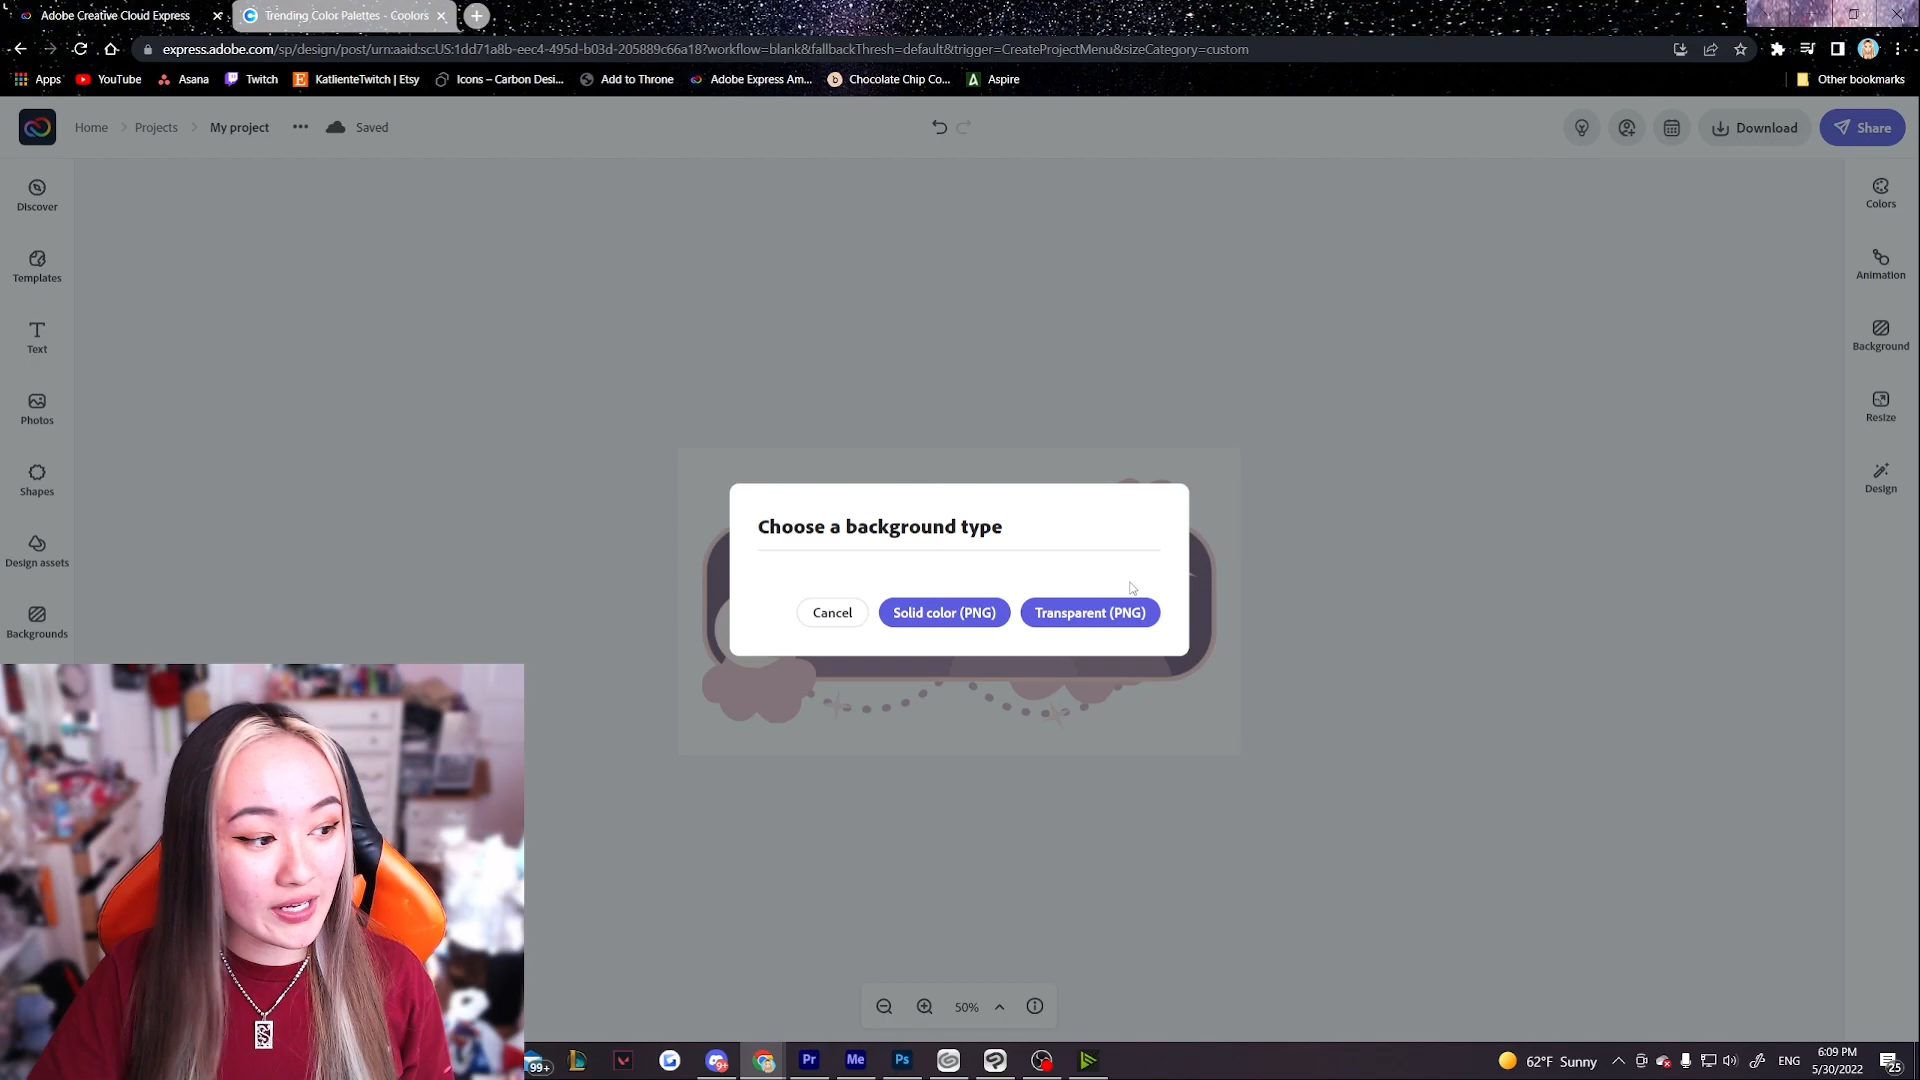 Adobe Creative Cloud Express
Trending Color Palettes - Coolors
express.adobe.com/sp/design/post/urn:aaid:sc:US:1dd71a8b-eec4-495d-b03d-205889c66a18?workflow=blank&fallbackThresh=default&trigger=CreateProjectMenu&sizeCategory=custom
Apps YouTube Asana Twitch KatlienteTwitch | Etsy Icons – Carbon Desi... Add to Throne Adobe Express Am... Chocolate Chip Co... Aspire Other bookmarks
Home Projects My project Saved Download Share
Discover
Templates
Text
Photos
Shapes
Design assets
Backgrounds
Colors
Animation
Background
Resize
Design
Choose a background type
Cancel Solid color (PNG) Transparent (PNG)
50%
99+
9+
Pr Me Ps
62°F Sunny
ENG
6:09 PM
5/30/2022
25